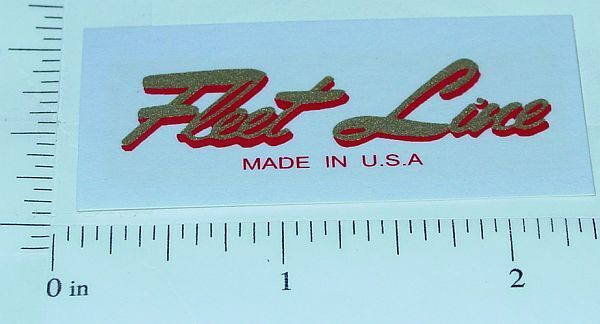 Fleet Line
MADE IN U.S.A
0 in 1 2